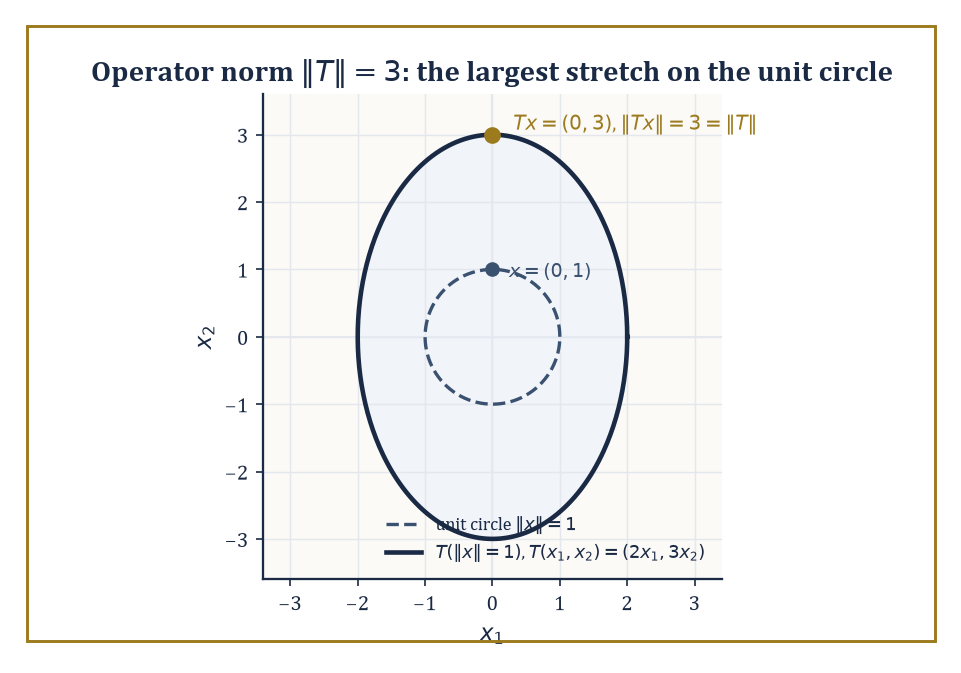 Operator norm ‖T‖ = 3: the largest stretch on the unit circle
Tx = (0, 3), ‖Tx‖ = 3 = ‖T‖
x = (0, 1)
3
2
1
0
−1
−2
−3
x₂
unit circle ‖x‖ = 1
T(‖x‖ = 1), T(x₁, x₂) = (2x₁, 3x₂)
−3 −2 −1 0 1 2 3
x₁